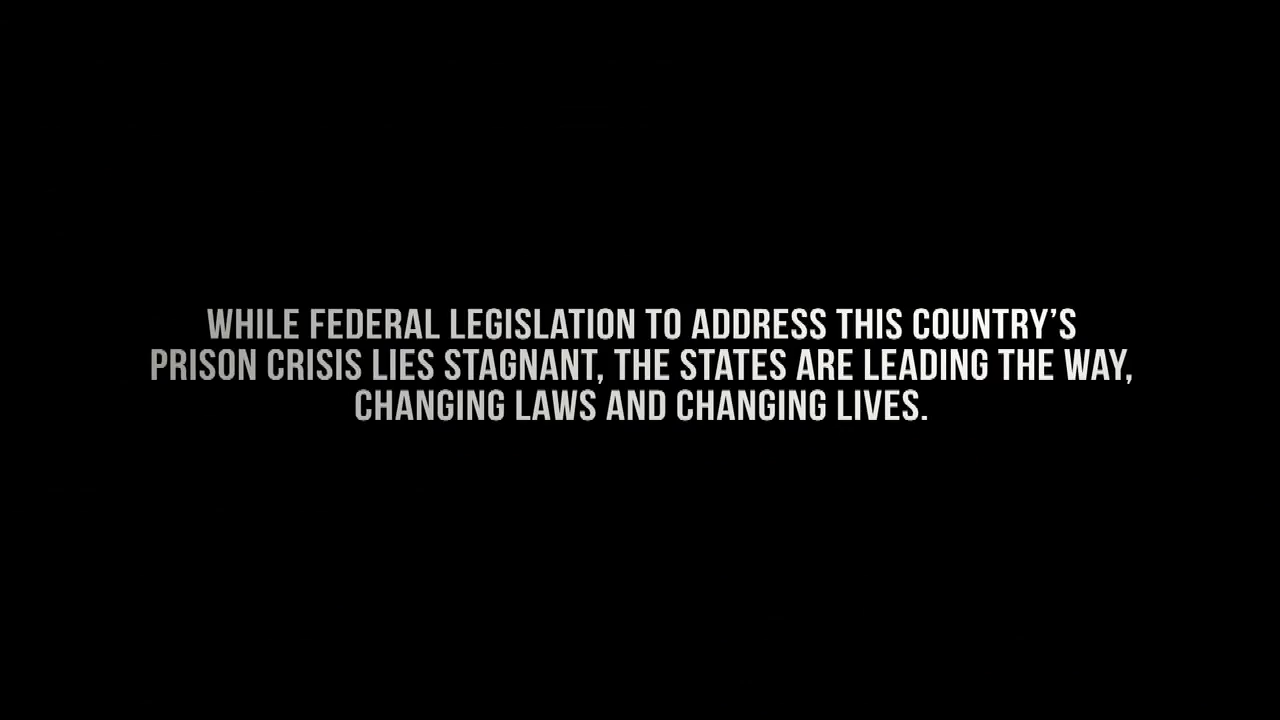 WHILE FEDERAL LEGISLATION TO ADDRESS THIS COUNTRY’S
PRISON CRISIS LIES STAGNANT, THE STATES ARE LEADING THE WAY,
CHANGING LAWS AND CHANGING LIVES.